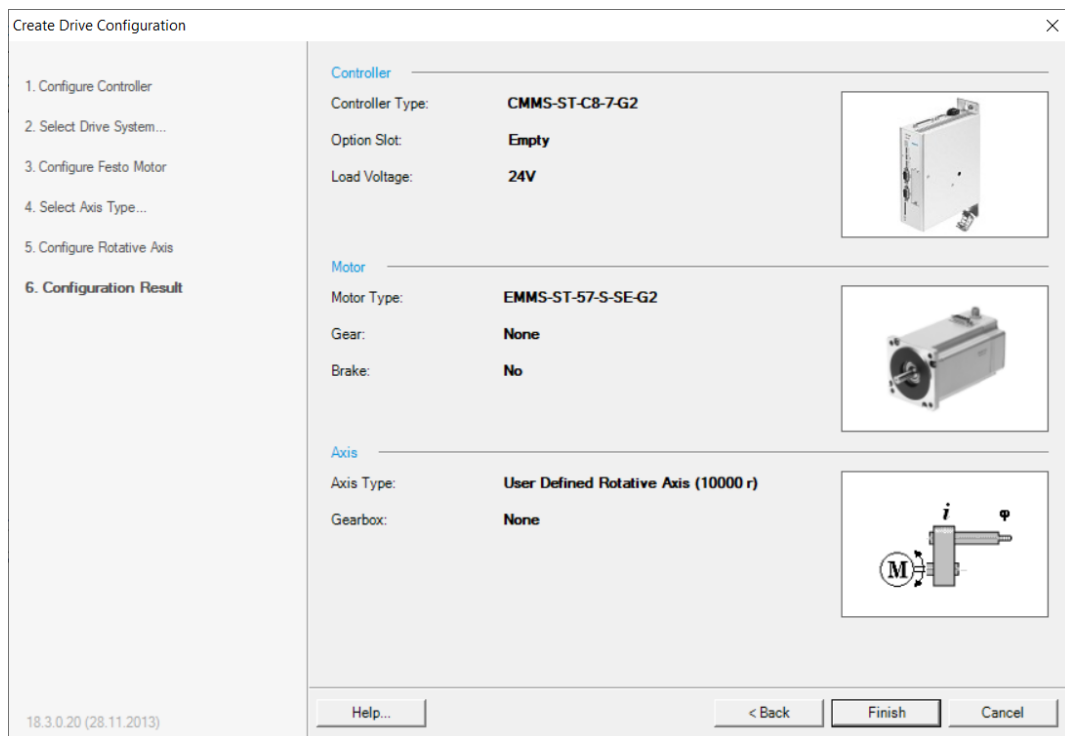 Create Drive Configuration
1. Configure Controller
2. Select Drive System...
3. Configure Festo Motor
4. Select Axis Type...
5. Configure Rotative Axis
6. Configuration Result
Controller
Controller Type: CMMS-ST-C8-7-G2
Option Slot: Empty
Load Voltage: 24V
Motor
Motor Type: EMMS-ST-57-S-SE-G2
Gear: None
Brake: No
Axis
Axis Type: User Defined Rotative Axis (10000 r)
Gearbox: None
i φ
M
18.3.0.20 (28.11.2013)
Help... < Back Finish Cancel